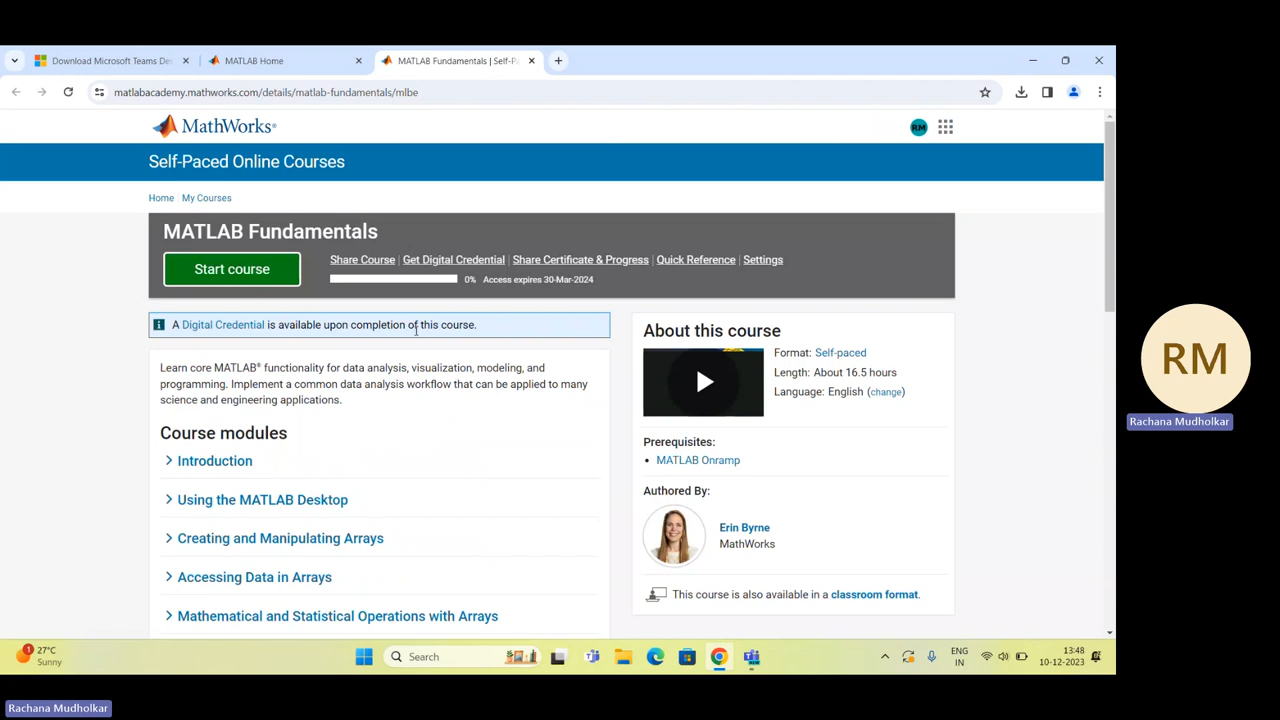 Download Microsoft Teams Des
MATLAB Home
MATLAB Fundamentals | Self-Pa
matlabacademy.mathworks.com/details/matlab-fundamentals/mlbe
MathWorks®
RM
Self-Paced Online Courses
Home | My Courses
MATLAB Fundamentals
Start course
Share Course | Get Digital Credential | Share Certificate & Progress | Quick Reference | Settings
0% Access expires 30-Mar-2024
A Digital Credential is available upon completion of this course.
Learn core MATLAB® functionality for data analysis, visualization, modeling, and
programming. Implement a common data analysis workflow that can be applied to many
science and engineering applications.
Course modules
Introduction
Using the MATLAB Desktop
Creating and Manipulating Arrays
Accessing Data in Arrays
Mathematical and Statistical Operations with Arrays
About this course
Format: Self-paced
Length: About 16.5 hours
Language: English (change)
Prerequisites:
• MATLAB Onramp
Authored By:
Erin Byrne
MathWorks
This course is also available in a classroom format.
RM
Rachana Mudholkar
1
27°C
Sunny
Search
ENG
IN
13:48
10-12-2023
Rachana Mudholkar